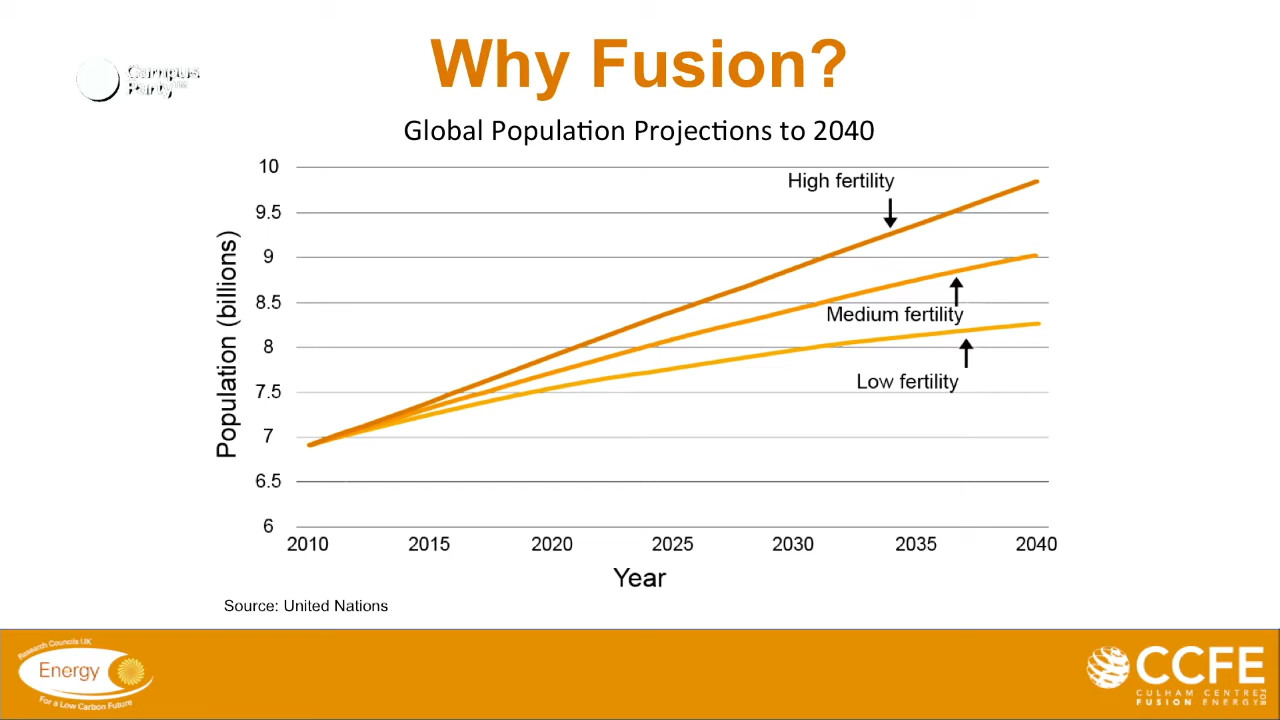 Why Fusion?
Campus
Party™
Global Population Projections to 2040
10
9.5
9
8.5
8
7.5
7
6.5
6
Population (billions)
High fertility
Medium fertility
Low fertility
2010 2015 2020 2025 2030 2035 2040
Year
Source: United Nations
Research Councils UK
Energy
For a Low Carbon Future
CCFE
CULHAM CENTRE FOR
FUSION ENERGY